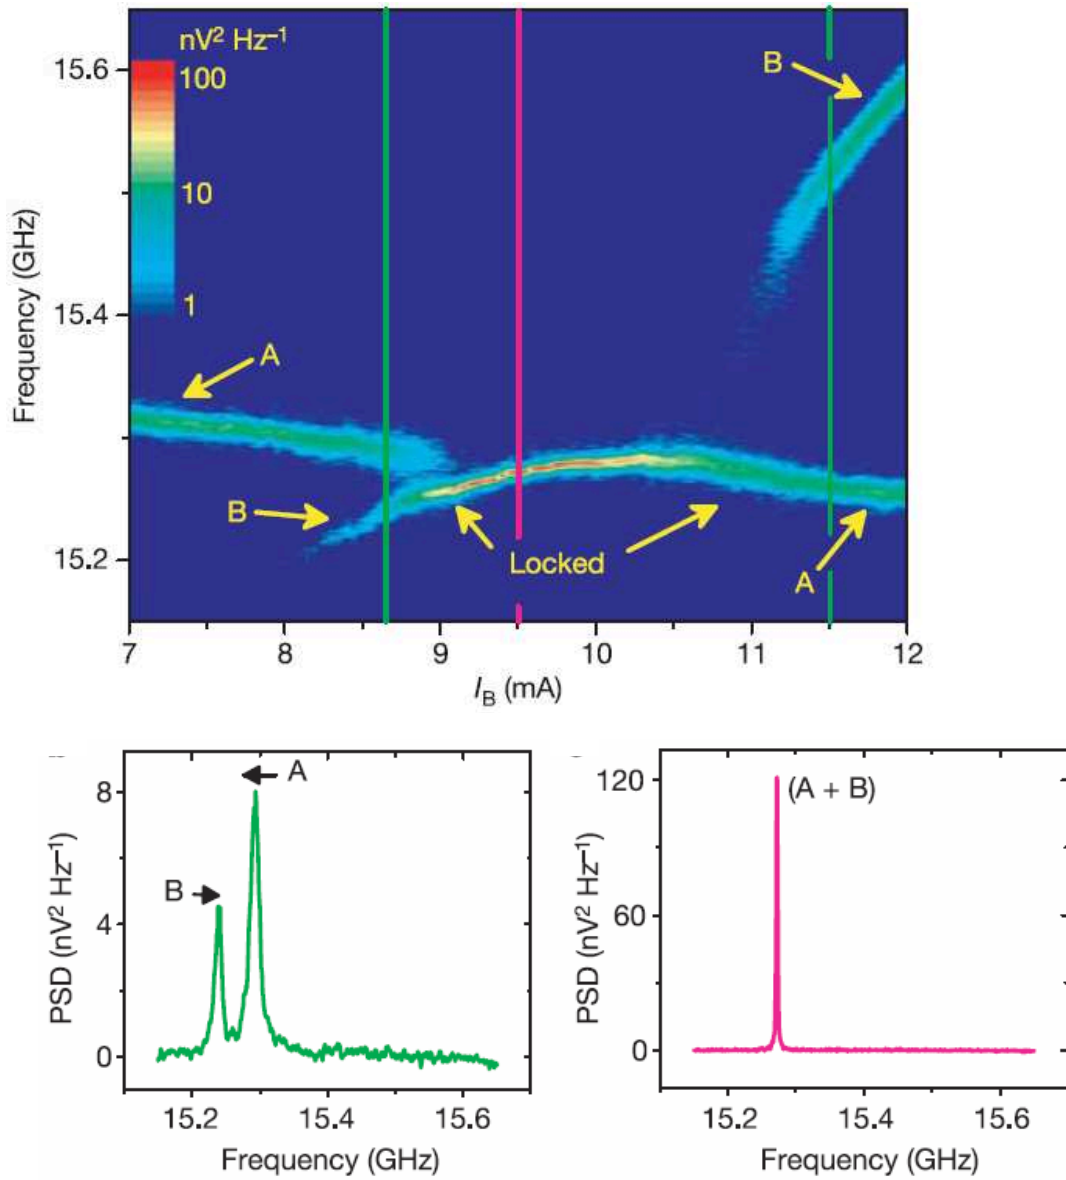 nV² Hz⁻¹
100
10
1
15.6
15.4
15.2
Frequency (GHz)
A
B
B
A
Locked
7
8
9
10
11
12
I_B (mA)
8
4
0
PSD (nV² Hz⁻¹)
A
B
15.2
15.4
15.6
Frequency (GHz)
120
60
0
PSD (nV² Hz⁻¹)
(A + B)
15.2
15.4
15.6
Frequency (GHz)